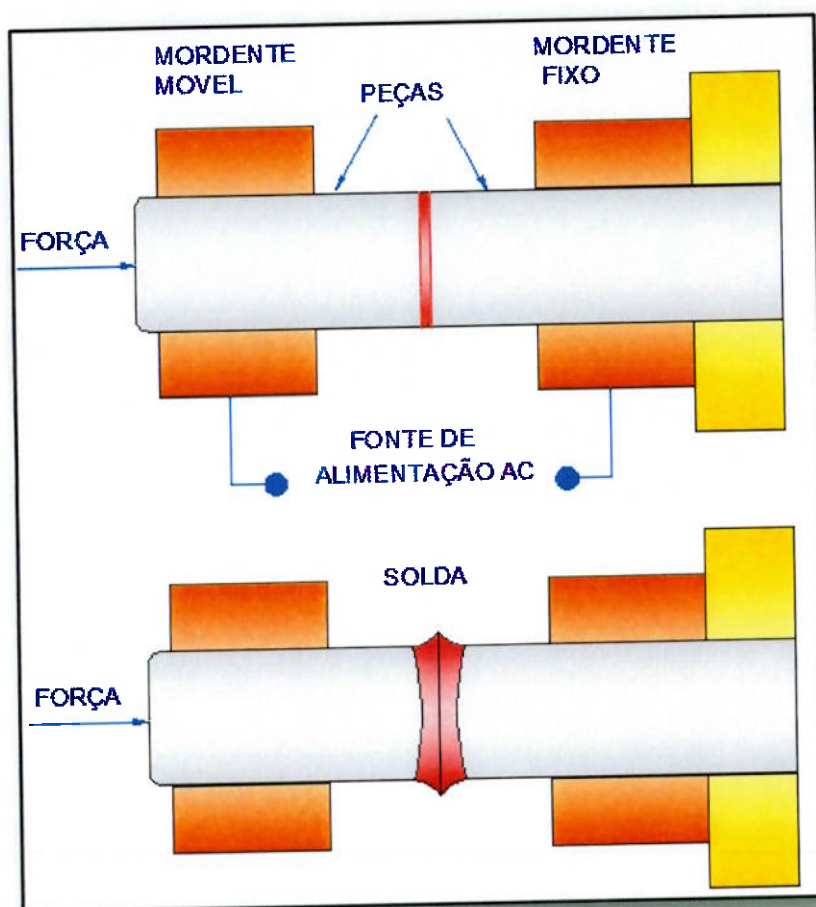 MORDENTE
MOVEL
MORDENTE
FIXO
PEÇAS
FORÇA
FONTE DE
ALIMENTAÇÃO AC
SOLDA
FORÇA